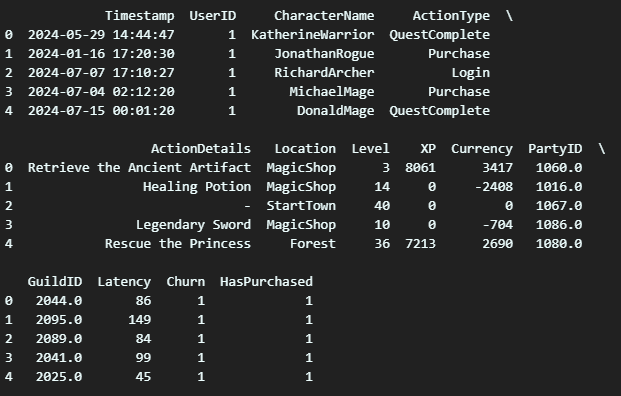 Timestamp UserID CharacterName ActionType \
0 2024-05-29 14:44:47 1 KatherineWarrior QuestComplete
1 2024-01-16 17:20:30 1 JonathanRogue Purchase
2 2024-07-07 17:10:27 1 RichardArcher Login
3 2024-07-04 02:12:20 1 MichaelMage Purchase
4 2024-07-15 00:01:20 1 DonaldMage QuestComplete
ActionDetails Location Level XP Currency PartyID \
0 Retrieve the Ancient Artifact MagicShop 3 8061 3417 1060.0
1 Healing Potion MagicShop 14 0 -2408 1016.0
2 - StartTown 40 0 0 1067.0
3 Legendary Sword MagicShop 10 0 -704 1086.0
4 Rescue the Princess Forest 36 7213 2690 1080.0
GuildID Latency Churn HasPurchased
0 2044.0 86 1 1
1 2095.0 149 1 1
2 2089.0 84 1 1
3 2041.0 99 1 1
4 2025.0 45 1 1